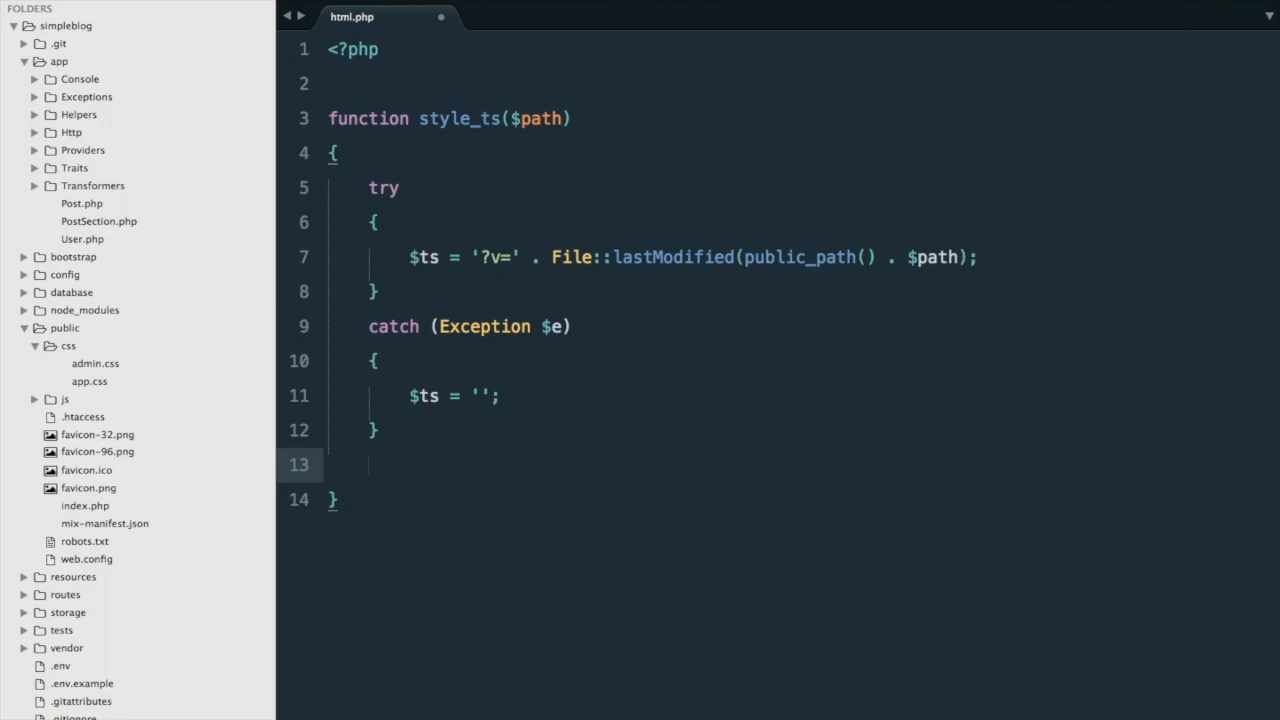 FOLDERS
simpleblog
.git
app
Console
Exceptions
Helpers
Http
Providers
Traits
Transformers
Post.php
PostSection.php
User.php
bootstrap
config
database
node_modules
public
css
admin.css
app.css
js
.htaccess
favicon-32.png
favicon-96.png
favicon.ico
favicon.png
index.php
mix-manifest.json
robots.txt
web.config
resources
routes
storage
tests
vendor
.env
.env.example
.gitattributes
.gitignore
html.php
1 <?php
2
3 function style_ts($path)
4 {
5     try
6     {
7         $ts = '?v=' . File::lastModified(public_path() . $path);
8     }
9     catch (Exception $e)
10     {
11         $ts = '';
12     }
13
14 }